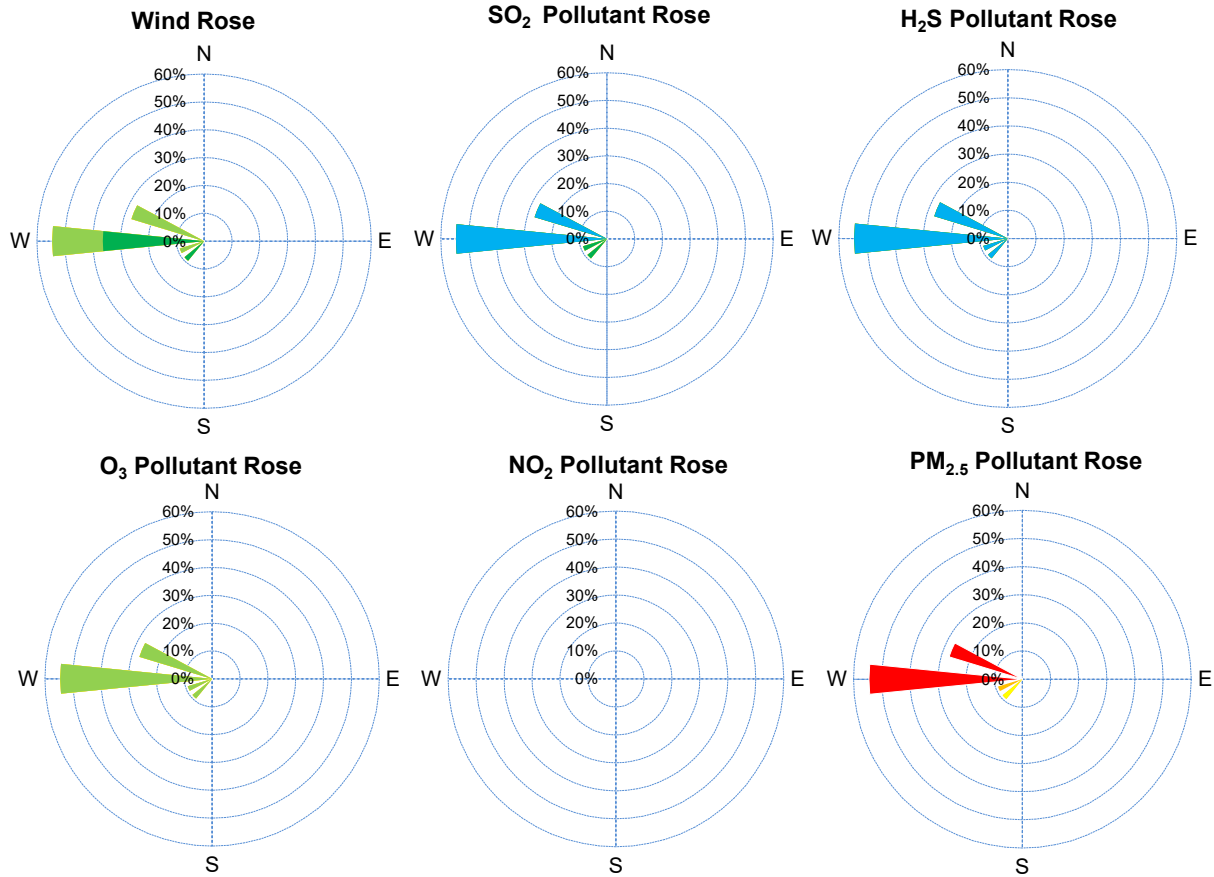 Wind Rose
N
60%
50%
40%
30%
20%
10%
0%
W
E
S
SO₂ Pollutant Rose
N
60%
50%
40%
30%
20%
10%
0%
W
E
S
H₂S Pollutant Rose
N
60%
50%
40%
30%
20%
10%
0%
W
E
S
O₃ Pollutant Rose
N
60%
50%
40%
30%
20%
10%
0%
W
E
S
NO₂ Pollutant Rose
N
60%
50%
40%
30%
20%
10%
0%
W
E
S
PM₂.₅ Pollutant Rose
N
60%
50%
40%
30%
20%
10%
0%
W
E
S